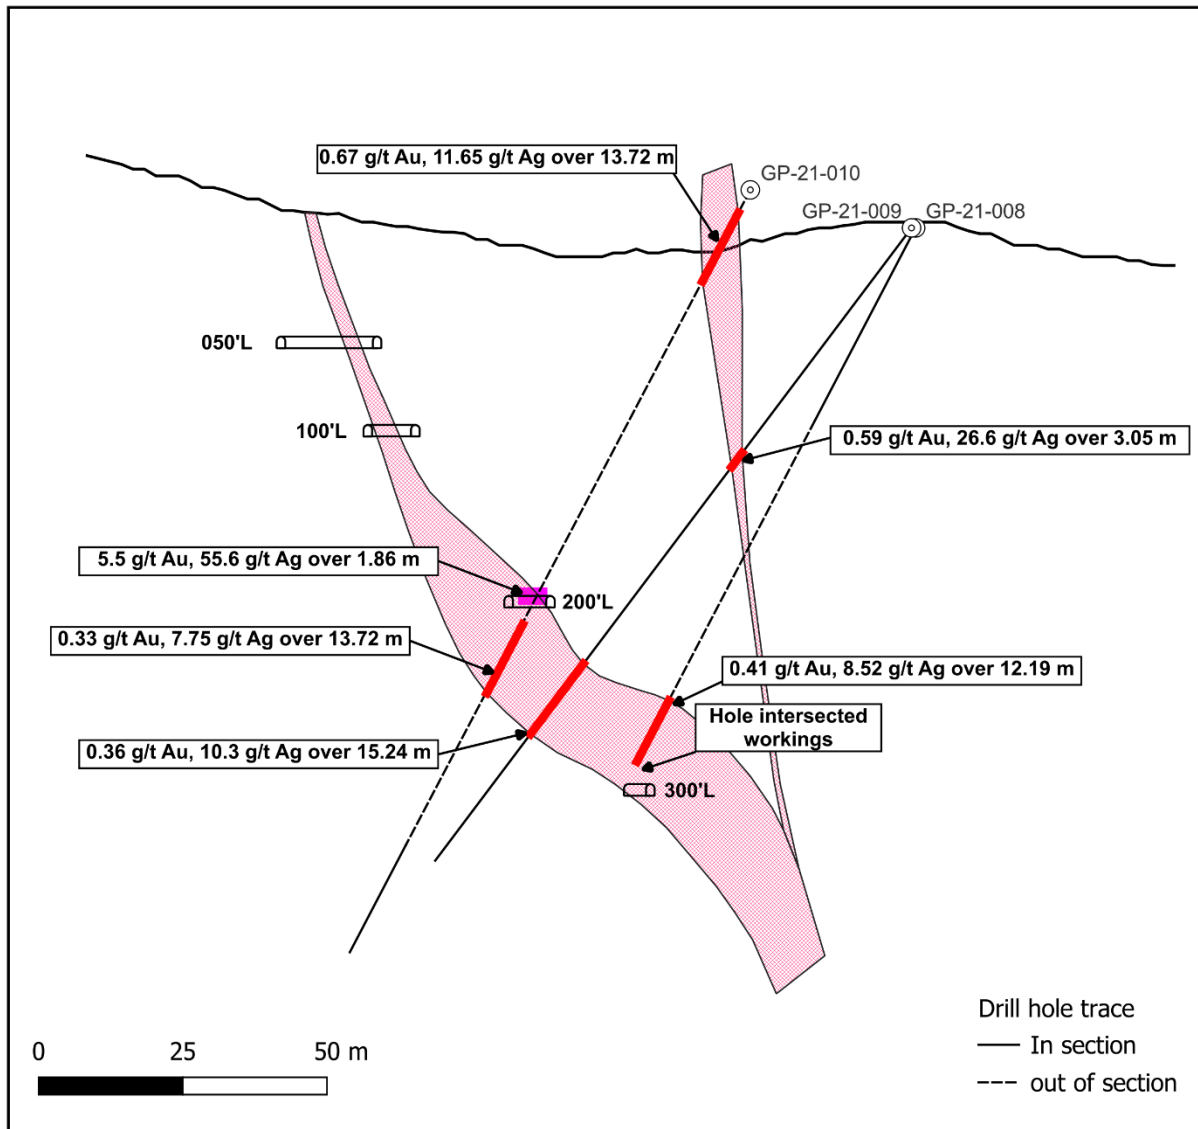 0.67 g/t Au, 11.65 g/t Ag over 13.72 m
GP-21-010
GP-21-009
GP-21-008
050'L
100'L
0.59 g/t Au, 26.6 g/t Ag over 3.05 m
5.5 g/t Au, 55.6 g/t Ag over 1.86 m
200'L
0.33 g/t Au, 7.75 g/t Ag over 13.72 m
0.41 g/t Au, 8.52 g/t Ag over 12.19 m
Hole intersected
workings
0.36 g/t Au, 10.3 g/t Ag over 15.24 m
300'L
Drill hole trace
In section
out of section
0 25 50 m